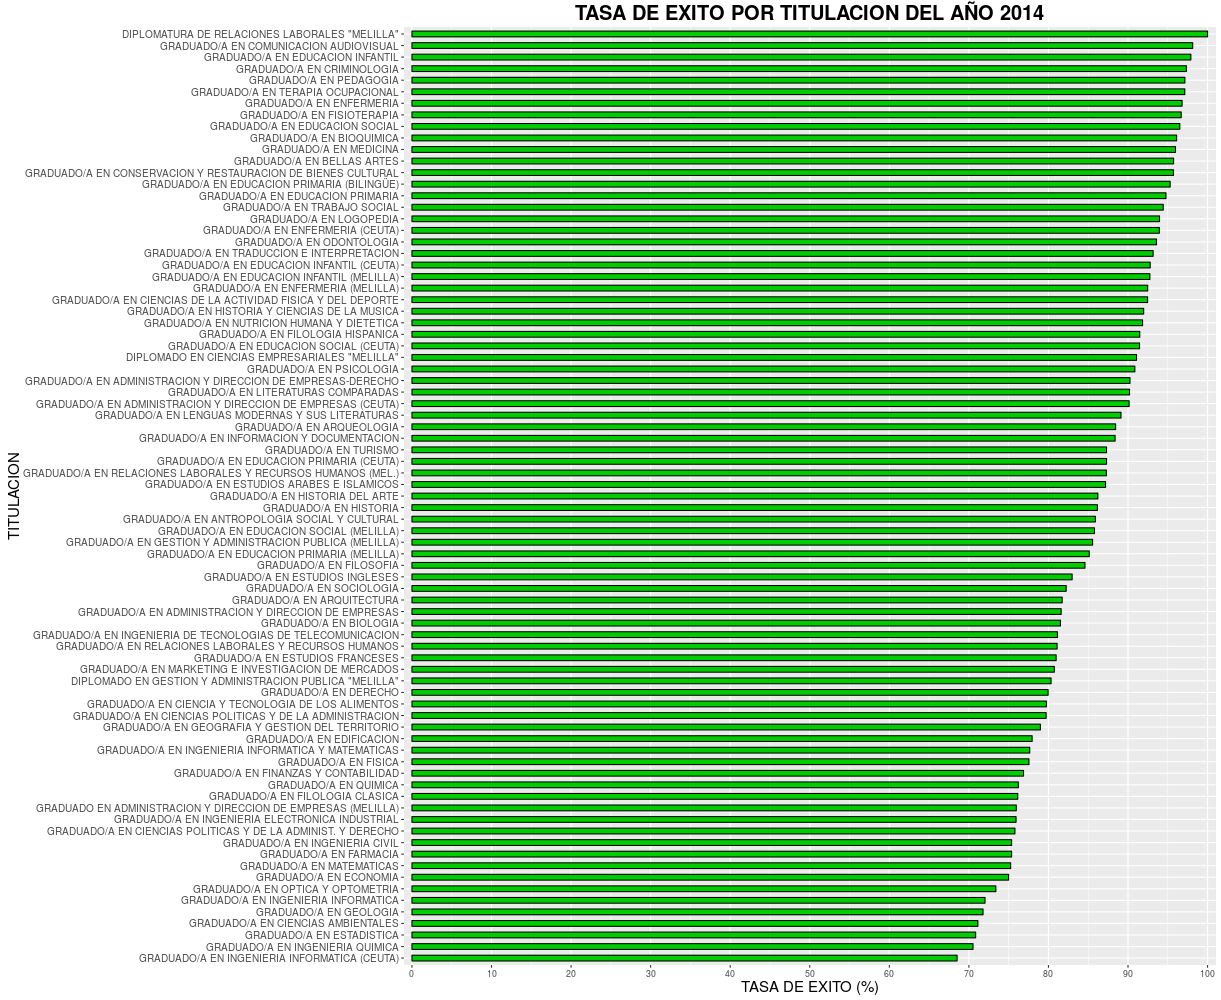 TASA DE EXITO POR TITULACION DEL AÑO 2014
TITULACION
DIPLOMATURA DE RELACIONES LABORALES "MELILLA"
GRADUADO/A EN COMUNICACION AUDIOVISUAL
GRADUADO/A EN EDUCACION INFANTIL
GRADUADO/A EN CRIMINOLOGIA
GRADUADO/A EN PEDAGOGIA
GRADUADO/A EN TERAPIA OCUPACIONAL
GRADUADO/A EN ENFERMERIA
GRADUADO/A EN FISIOTERAPIA
GRADUADO/A EN EDUCACION SOCIAL
GRADUADO/A EN BIOQUIMICA
GRADUADO/A EN MEDICINA
GRADUADO/A EN BELLAS ARTES
GRADUADO/A EN CONSERVACION Y RESTAURACION DE BIENES CULTURAL
GRADUADO/A EN EDUCACION PRIMARIA (BILINGÜE)
GRADUADO/A EN EDUCACION PRIMARIA
GRADUADO/A EN TRABAJO SOCIAL
GRADUADO/A EN LOGOPEDIA
GRADUADO/A EN ENFERMERIA (CEUTA)
GRADUADO/A EN ODONTOLOGIA
GRADUADO/A EN TRADUCCION E INTERPRETACION
GRADUADO/A EN EDUCACION INFANTIL (CEUTA)
GRADUADO/A EN EDUCACION INFANTIL (MELILLA)
GRADUADO/A EN ENFERMERIA (MELILLA)
GRADUADO/A EN CIENCIAS DE LA ACTIVIDAD FISICA Y DEL DEPORTE
GRADUADO/A EN HISTORIA Y CIENCIAS DE LA MUSICA
GRADUADO/A EN NUTRICION HUMANA Y DIETETICA
GRADUADO/A EN FILOLOGIA HISPANICA
GRADUADO/A EN EDUCACION SOCIAL (CEUTA)
DIPLOMADO EN CIENCIAS EMPRESARIALES "MELILLA"
GRADUADO/A EN PSICOLOGIA
GRADUADO/A EN ADMINISTRACION Y DIRECCION DE EMPRESAS-DERECHO
GRADUADO/A EN LITERATURAS COMPARADAS
GRADUADO/A EN ADMINISTRACION Y DIRECCION DE EMPRESAS (CEUTA)
GRADUADO/A EN LENGUAS MODERNAS Y SUS LITERATURAS
GRADUADO/A EN ARQUEOLOGIA
GRADUADO/A EN INFORMACION Y DOCUMENTACION
GRADUADO/A EN TURISMO
GRADUADO/A EN EDUCACION PRIMARIA (CEUTA)
GRADUADO/A EN RELACIONES LABORALES Y RECURSOS HUMANOS (MEL.)
GRADUADO/A EN ESTUDIOS ARABES E ISLAMICOS
GRADUADO/A EN HISTORIA DEL ARTE
GRADUADO/A EN HISTORIA
GRADUADO/A EN ANTROPOLOGIA SOCIAL Y CULTURAL
GRADUADO/A EN EDUCACION SOCIAL (MELILLA)
GRADUADO/A EN GESTION Y ADMINISTRACION PUBLICA (MELILLA)
GRADUADO/A EN EDUCACION PRIMARIA (MELILLA)
GRADUADO/A EN FILOSOFIA
GRADUADO/A EN ESTUDIOS INGLESES
GRADUADO/A EN SOCIOLOGIA
GRADUADO/A EN ARQUITECTURA
GRADUADO/A EN ADMINISTRACION Y DIRECCION DE EMPRESAS
GRADUADO/A EN BIOLOGIA
GRADUADO/A EN INGENIERIA DE TECNOLOGIAS DE TELECOMUNICACION
GRADUADO/A EN RELACIONES LABORALES Y RECURSOS HUMANOS
GRADUADO/A EN ESTUDIOS FRANCESES
GRADUADO/A EN MARKETING E INVESTIGACION DE MERCADOS
DIPLOMADO EN GESTION Y ADMINISTRACION PUBLICA "MELILLA"
GRADUADO/A EN DERECHO
GRADUADO/A EN CIENCIA Y TECNOLOGIA DE LOS ALIMENTOS
GRADUADO/A EN CIENCIAS POLITICAS Y DE LA ADMINISTRACION
GRADUADO/A EN GEOGRAFIA Y GESTION DEL TERRITORIO
GRADUADO/A EN EDIFICACION
GRADUADO/A EN INGENIERIA INFORMATICA Y MATEMATICAS
GRADUADO/A EN FISICA
GRADUADO/A EN FINANZAS Y CONTABILIDAD
GRADUADO/A EN QUIMICA
GRADUADO/A EN FILOLOGIA CLASICA
GRADUADO EN ADMINISTRACION Y DIRECCION DE EMPRESAS (MELILLA)
GRADUADO/A EN INGENIERIA ELECTRONICA INDUSTRIAL
GRADUADO/A EN CIENCIAS POLITICAS Y DE LA ADMINIST. Y DERECHO
GRADUADO/A EN INGENIERIA CIVIL
GRADUADO/A EN FARMACIA
GRADUADO/A EN MATEMATICAS
GRADUADO/A EN ECONOMIA
GRADUADO/A EN OPTICA Y OPTOMETRIA
GRADUADO/A EN INGENIERIA INFORMATICA
GRADUADO/A EN GEOLOGIA
GRADUADO/A EN CIENCIAS AMBIENTALES
GRADUADO/A EN ESTADISTICA
GRADUADO/A EN INGENIERIA QUIMICA
GRADUADO/A EN INGENIERIA INFORMATICA (CEUTA)
0 10 20 30 40 50 60 70 80 90 100
TASA DE EXITO (%)